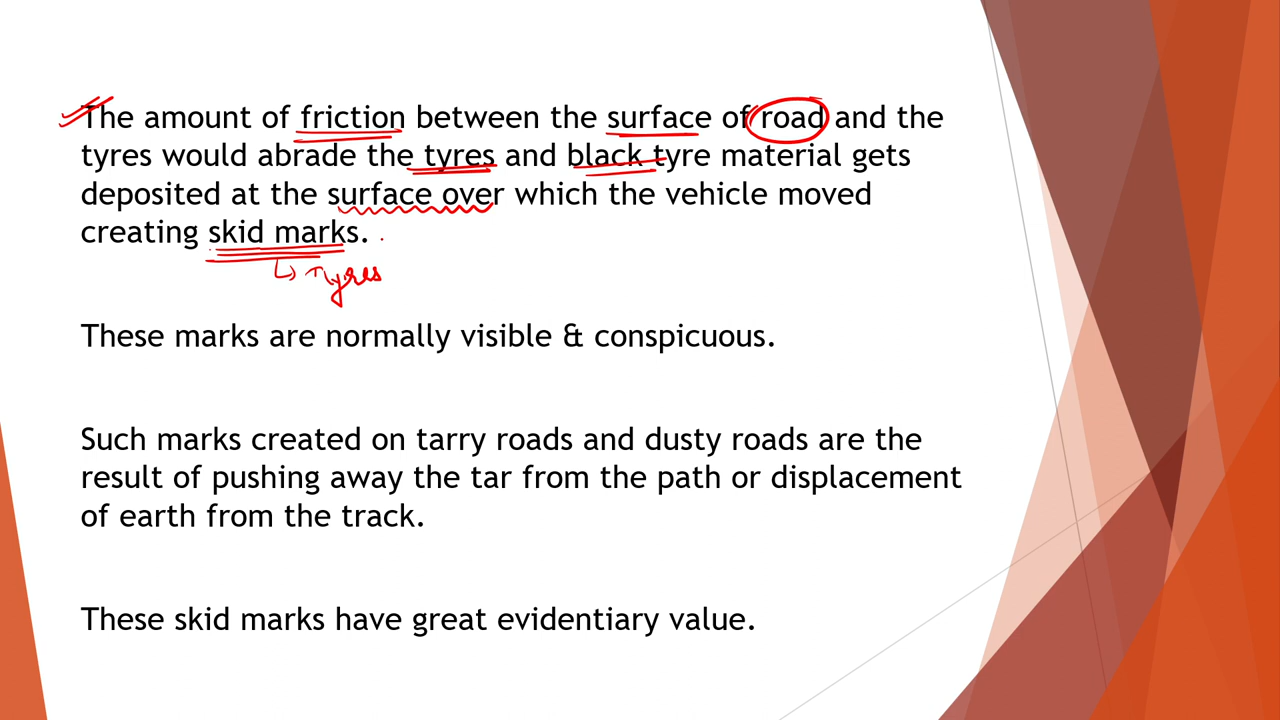 The amount of friction between the surface of road and the
tyres would abrade the tyres and black tyre material gets
deposited at the surface over which the vehicle moved
creating skid marks.
Tyres
These marks are normally visible & conspicuous.
Such marks created on tarry roads and dusty roads are the
result of pushing away the tar from the path or displacement
of earth from the track.
These skid marks have great evidentiary value.